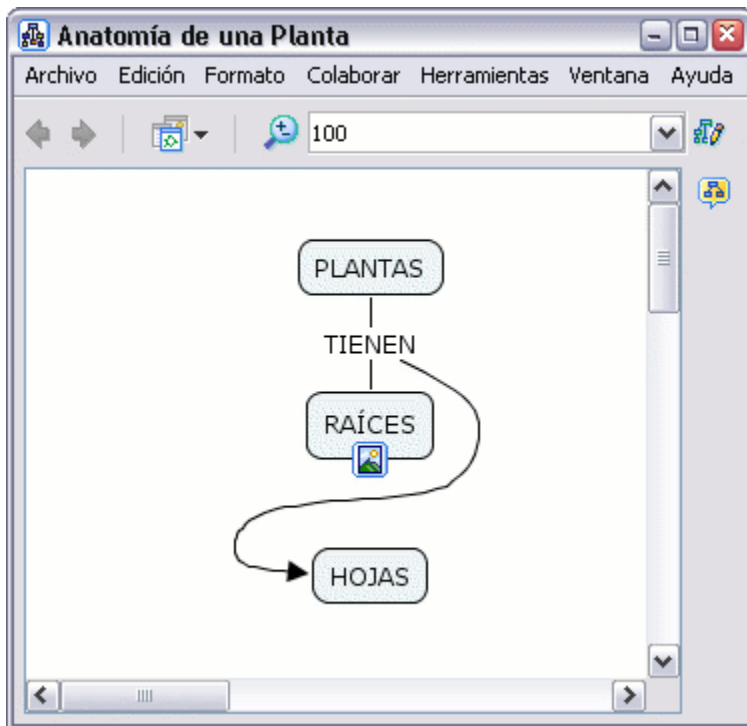 Anatomía de una Planta
Archivo Edición Formato Colaborar Herramientas Ventana Ayuda
100
PLANTAS
TIENEN
RAÍCES
HOJAS